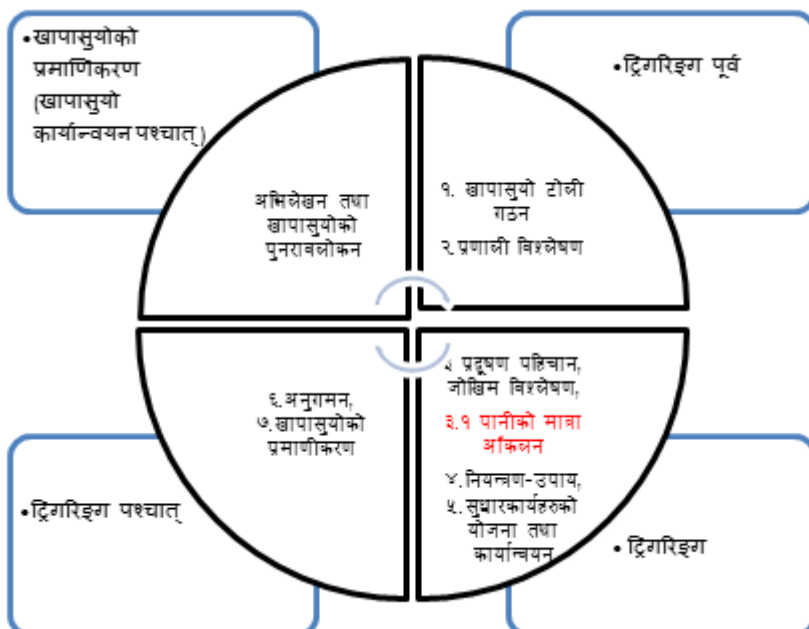 •खापासुयोको
प्रमाणिकरण
(खापासुयो
कार्यान्वयन पश्चात्)
•ट्रिगरिङ्ग पूर्व
अभिलेखन तथा
खापासुयोको
पुनरावलोकन
१. खापासुयो टोली
गठन
२.प्रणाली विश्लेषण
६.अनुगमन,
७.खापासुयोको
प्रमाणीकरण
३ प्रदूषण पहिचान,
जोखिम विश्लेषण,
३.१ पानीको मात्रा
आँकलन
४.नियन्त्रण-उपाय,
५.सुधारकार्यहरुको
योजना तथा
कार्यान्वयन
•ट्रिगरिङ्ग पश्चात्
• ट्रिगरिङ्ग